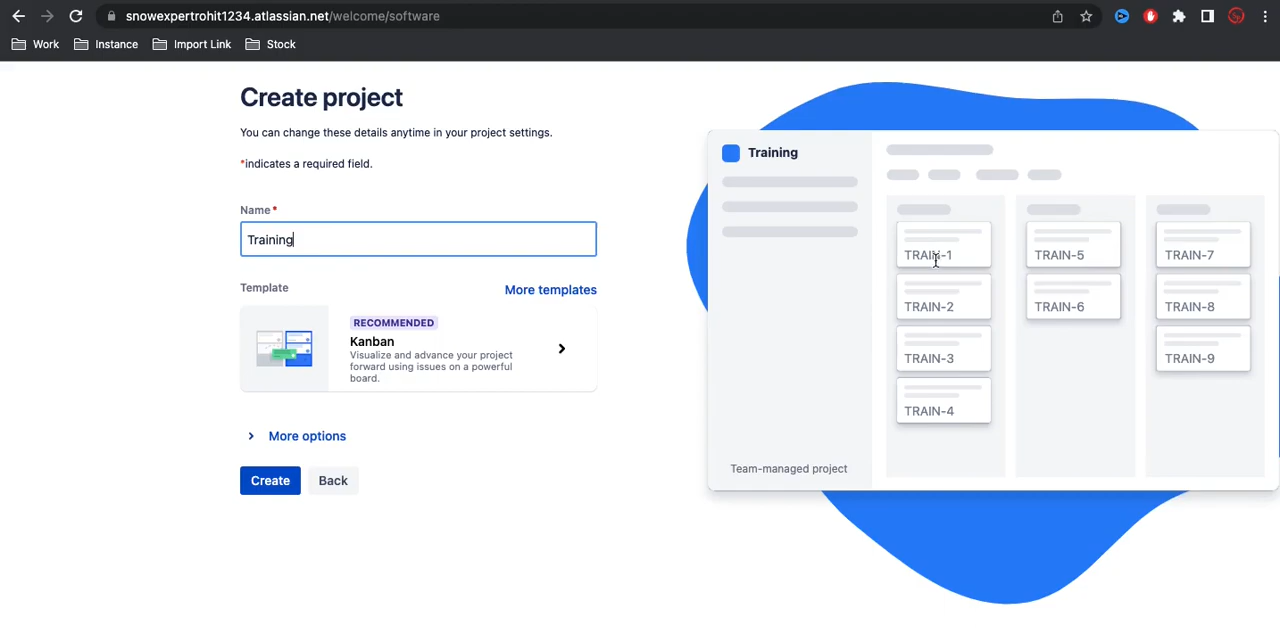 snowexpertrohit1234.atlassian.net/welcome/software
Work Instance Import Link Stock
Create project
You can change these details anytime in your project settings.
*indicates a required field.
Name*
Training
Template
More templates
RECOMMENDED
Kanban
Visualize and advance your project
forward using issues on a powerful
board.
More options
Create Back
Training
TRAIN-1 TRAIN-5 TRAIN-7
TRAIN-2 TRAIN-6 TRAIN-8
TRAIN-3 TRAIN-9
TRAIN-4
Team-managed project